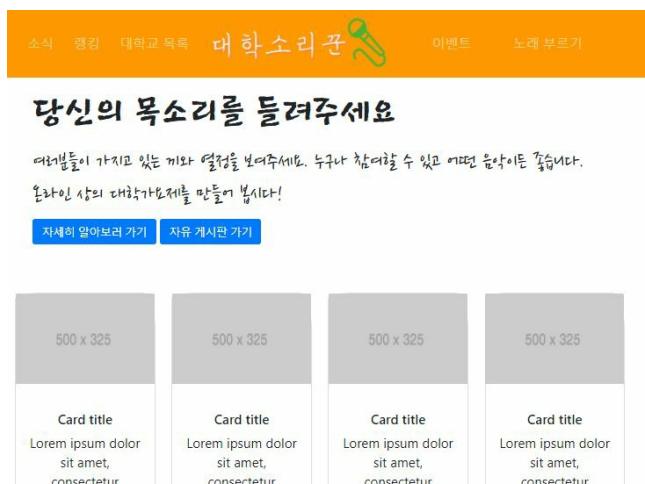 소식 랭킹 대학교 목록 대학소리꾼 이벤트 노래 부르기
당신의 목소리를 들려주세요
여러분들이 가지고 있는 끼와 열정을 보여주세요. 누구나 참여할 수 있고 어떤 음악이든 좋습니다.
온라인 상의 대학가요제를 만들어 봅시다!
자세히 알아보러 가기 자유 게시판 가기
500 x 325 500 x 325 500 x 325 500 x 325
Card title Card title Card title Card title
Lorem ipsum dolor Lorem ipsum dolor Lorem ipsum dolor Lorem ipsum dolor
sit amet, sit amet, sit amet, sit amet,
consectetur consectetur consectetur consectetur